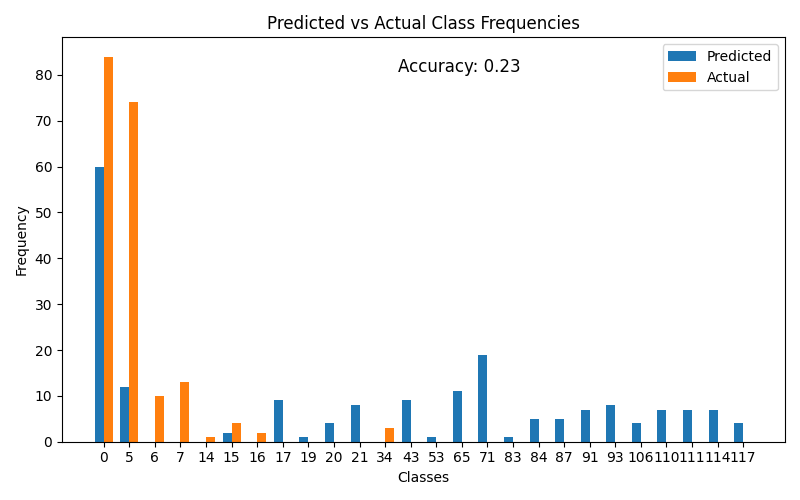 Predicted vs Actual Class Frequencies
Accuracy: 0.23
Predicted
Actual
Frequency
80
70
60
50
40
30
20
10
0
0 5 6 7 14 15 16 17 19 20 21 34 43 53 65 71 83 84 87 91 93 106 110 111 114 117
Classes